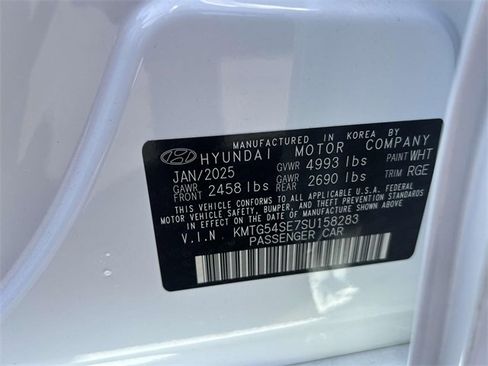 MANUFACTURED IN KOREA BY
HYUNDAI MOTOR COMPANY
JAN/2025 GVWR 4993 lbs PAINT WHT
GAWR FRONT 2458 lbs GAWR REAR 2690 lbs TRIM RGE
THIS VEHICLE CONFORMS TO ALL APPLICABLE U.S.A. FEDERAL
MOTOR VEHICLE SAFETY, BUMPER, AND THEFT PREVENTION STANDARDS
IN EFFECT ON THE DATE OF MANUFACTURE SHOWN ABOVE.
V.I.N. KMTG54SE7SU158283
PASSENGER CAR